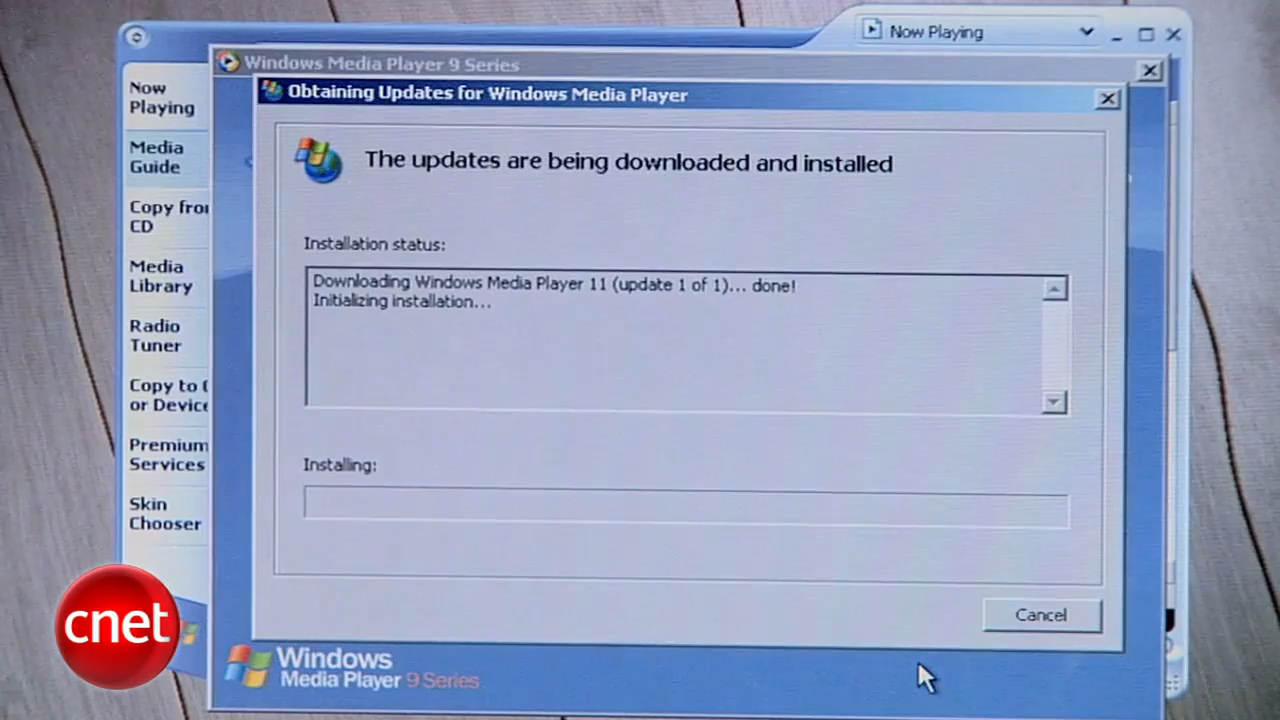 Now Playing
Windows Media Player 9 Series
Obtaining Updates for Windows Media Player
The updates are being downloaded and installed
Installation status:
Downloading Windows Media Player 11 (update 1 of 1)... done!
Initializing installation...
Installing:
Cancel
Now
Playing
Media
Guide
Copy from
CD
Media
Library
Radio
Tuner
Copy to
or Device
Premium
Services
Skin
Chooser
cnet
Windows
Media Player 9 Series